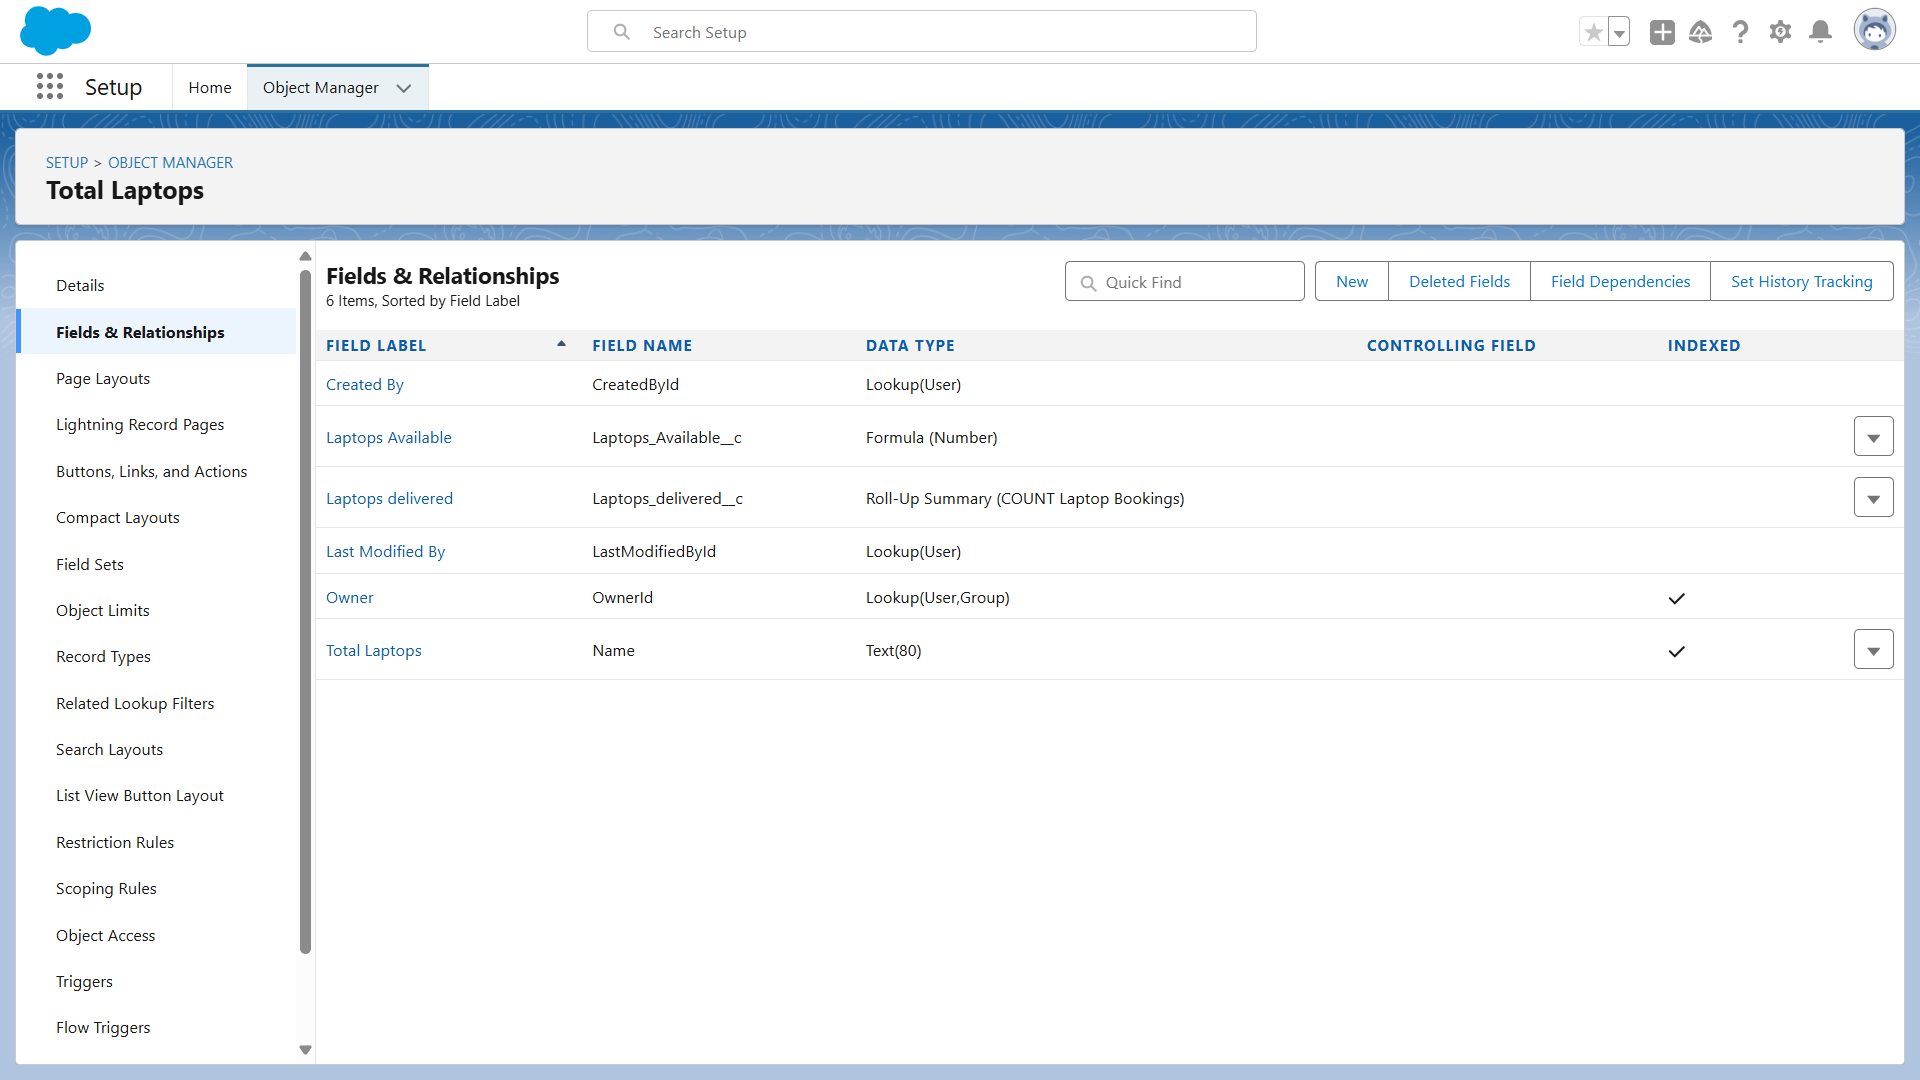 Search Setup
Setup
Home
Object Manager
SETUP > OBJECT MANAGER
Total Laptops
Details
Fields & Relationships
Page Layouts
Lightning Record Pages
Buttons, Links, and Actions
Compact Layouts
Field Sets
Object Limits
Record Types
Related Lookup Filters
Search Layouts
List View Button Layout
Restriction Rules
Scoping Rules
Object Access
Triggers
Flow Triggers
Fields & Relationships
6 Items, Sorted by Field Label
Quick Find
New
Deleted Fields
Field Dependencies
Set History Tracking
FIELD LABEL FIELD NAME DATA TYPE CONTROLLING FIELD INDEXED
Created By CreatedById Lookup(User)
Laptops Available Laptops_Available__c Formula (Number)
Laptops delivered Laptops_delivered__c Roll-Up Summary (COUNT Laptop Bookings)
Last Modified By LastModifiedById Lookup(User)
Owner OwnerId Lookup(User,Group)
Total Laptops Name Text(80)